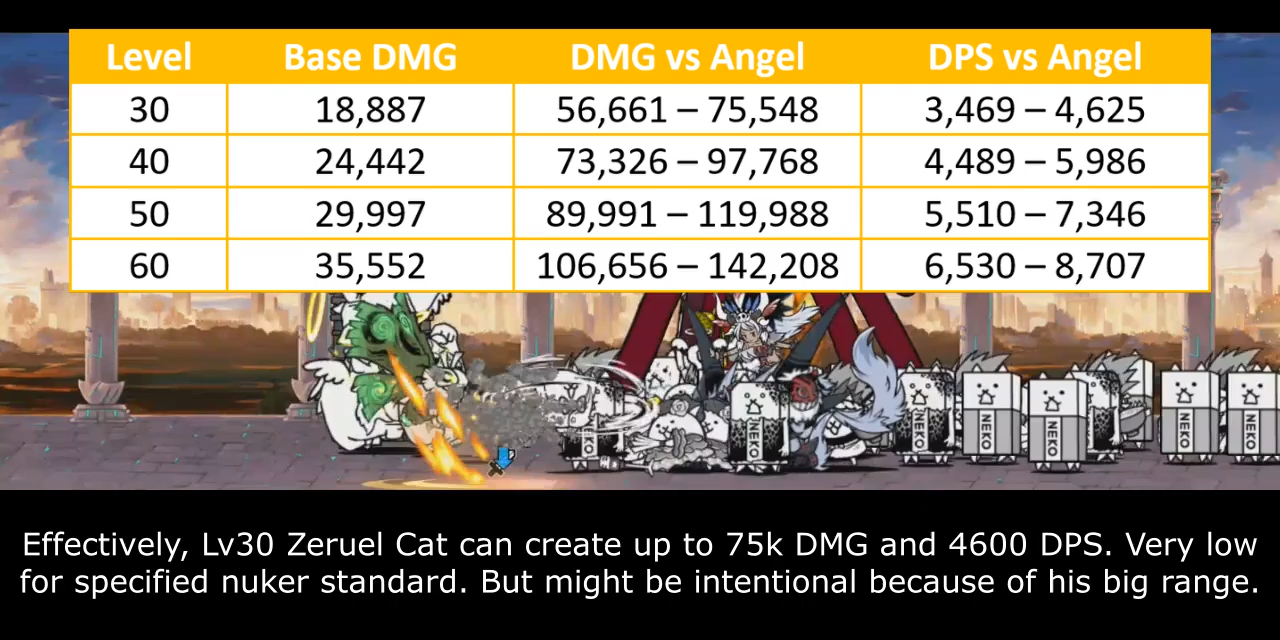 Level Base DMG DMG vs Angel DPS vs Angel
30 18,887 56,661 – 75,548 3,469 – 4,625
40 24,442 73,326 – 97,768 4,489 – 5,986
50 29,997 89,991 – 119,988 5,510 – 7,346
60 35,552 106,656 – 142,208 6,530 – 8,707
NEKO NEKO NEKO NEKO NEKO NEKO NEKO NEKO
Effectively, Lv30 Zeruel Cat can create up to 75k DMG and 4600 DPS. Very low
for specified nuker standard. But might be intentional because of his big range.